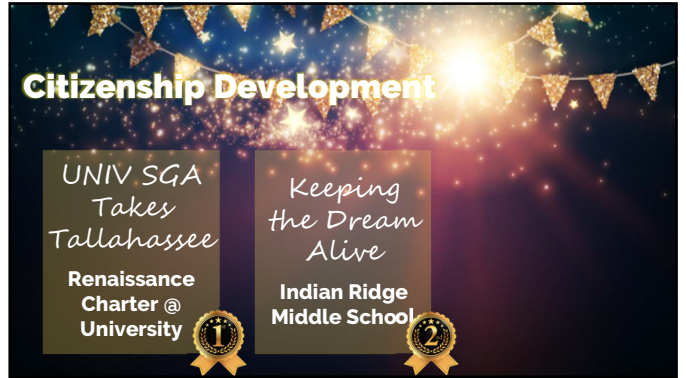 Citizenship Development
UNIV SGA
Takes
Tallahassee
Renaissance
Charter @
University
1
Keeping
the Dream
Alive
Indian Ridge
Middle School
2